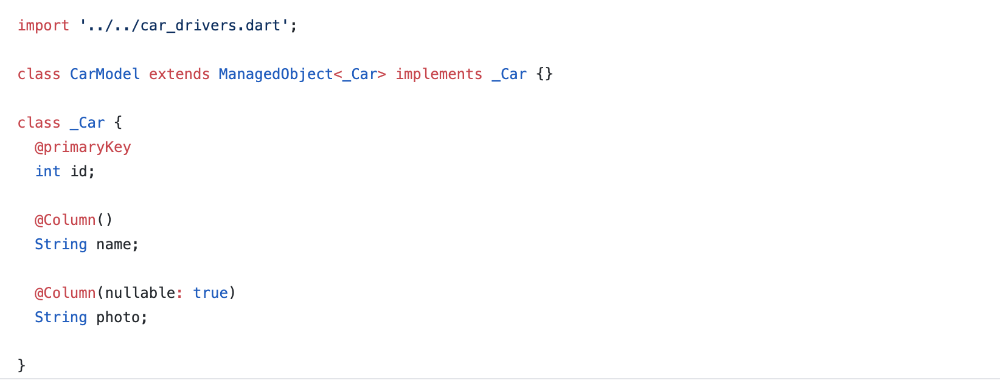 import '../../car_drivers.dart';
class CarModel extends ManagedObject<_Car> implements _Car {}
class _Car {
@primaryKey
int id;
@Column()
String name;
@Column(nullable: true)
String photo;
}